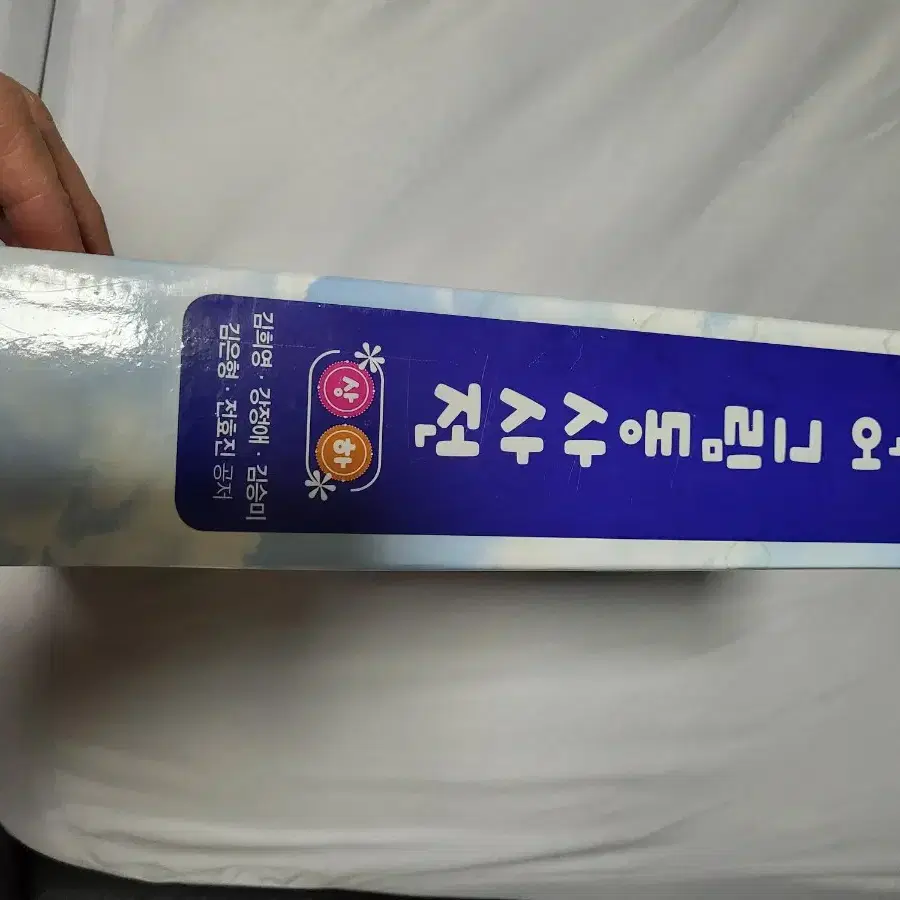 어 그림동사사전
상
하
김희영 · 강정애 · 김승미
김은형 · 전효진 공저